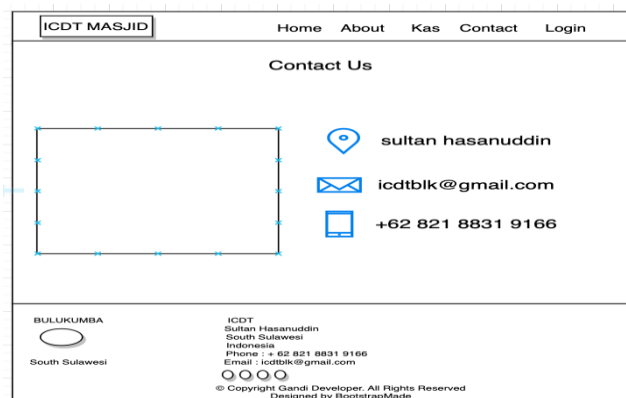 ICDT MASJID
Home About Kas Contact Login
Contact Us
sultan hasanuddin
icdtblk@gmail.com
+62 821 8831 9166
BULUKUMBA
South Sulawesi
ICDT
Sultan Hasanuddin
South Sulawesi
Indonesia
Phone : + 62 821 8831 9166
Email : icdtblk@gmail.com
© Copyright Gandi Developer. All Rights Reserved
Designed by BootstrapMade